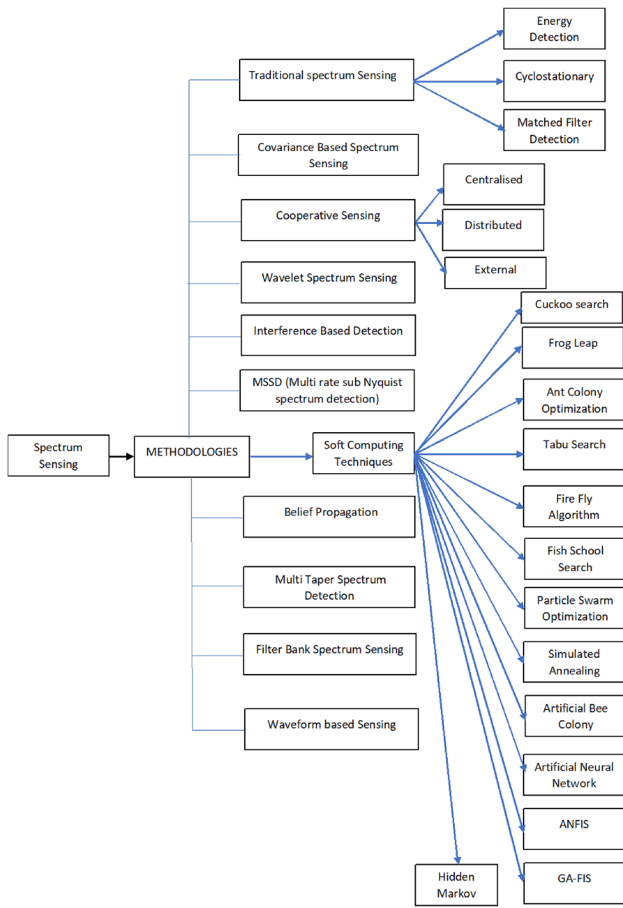 Energy
Detection
Traditional spectrum Sensing
Cyclostationary
Matched Filter
Detection
Covariance Based Spectrum
Sensing
Centralised
Cooperative Sensing
Distributed
External
Wavelet Spectrum Sensing
Cuckoo search
Interference Based Detection
Frog Leap
MSSD (Multi rate sub Nyquist
spectrum detection)
Ant Colony
Optimization
Spectrum
Sensing
METHODOLOGIES
Soft Computing
Techniques
Tabu Search
Belief Propagation
Fire Fly
Algorithm
Fish School
Search
Multi Taper Spectrum
Detection
Particle Swarm
Optimization
Filter Bank Spectrum Sensing
Simulated
Annealing
Waveform based Sensing
Artificial Bee
Colony
Artificial Neural
Network
ANFIS
Hidden
Markov
GA-FIS